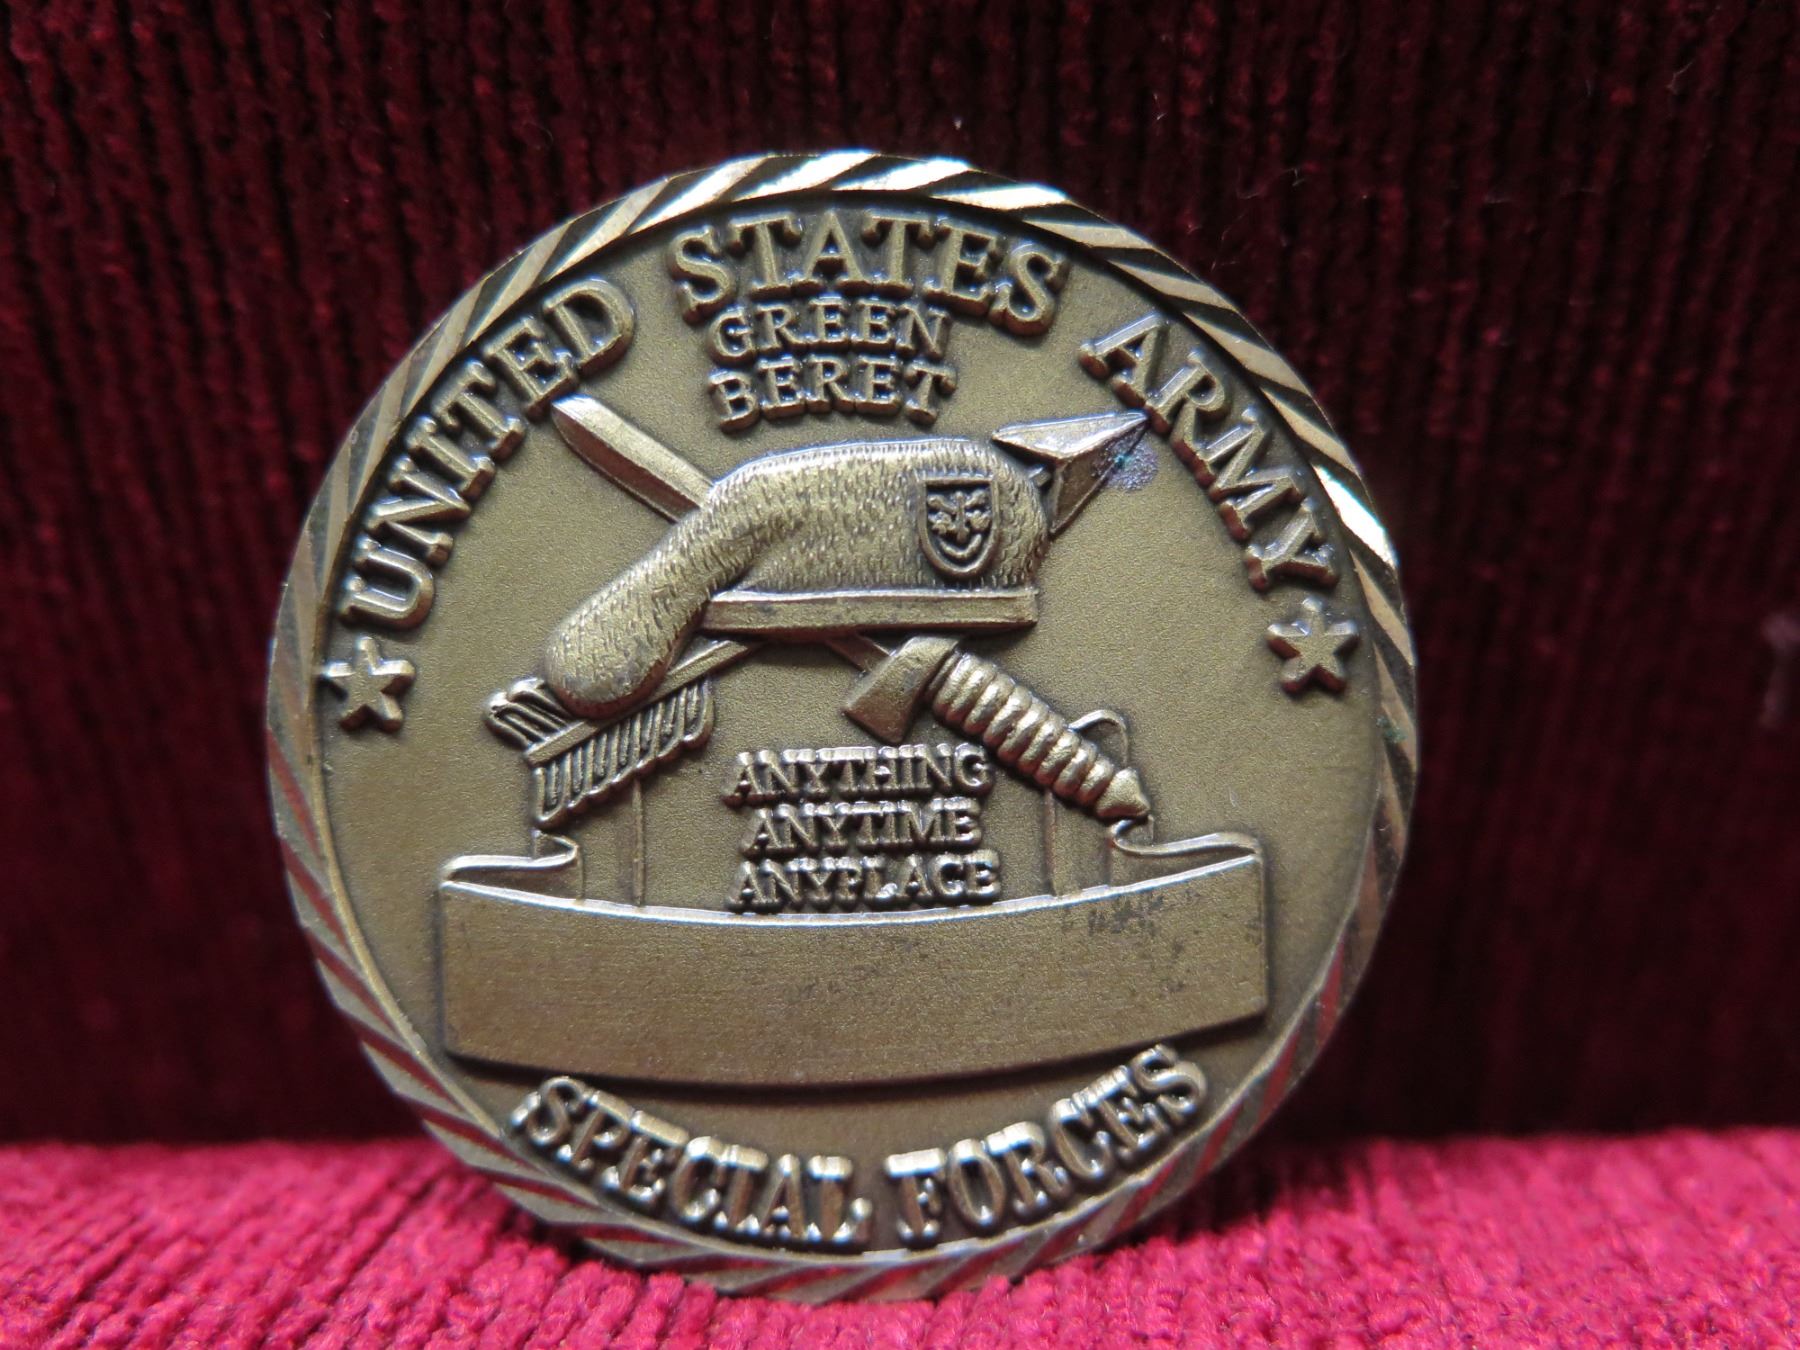 UNITED STATES ARMY
GREEN
BERET
ANYTHING
ANYTIME
ANYPLACE
SPECIAL FORCES